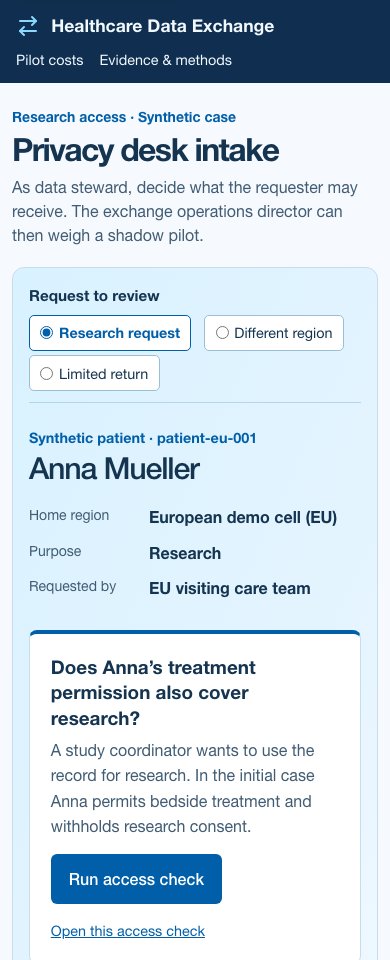 Healthcare Data Exchange
Pilot costs Evidence & methods
Research access · Synthetic case
Privacy desk intake
As data steward, decide what the requester may
receive. The exchange operations director can
then weigh a shadow pilot.
Request to review
Research request Different region
Limited return
Synthetic patient · patient-eu-001
Anna Mueller
Home region European demo cell (EU)
Purpose Research
Requested by EU visiting care team
Does Anna’s treatment
permission also cover
research?
A study coordinator wants to use the
record for research. In the initial case
Anna permits bedside treatment and
withholds research consent.
Run access check
Open this access check